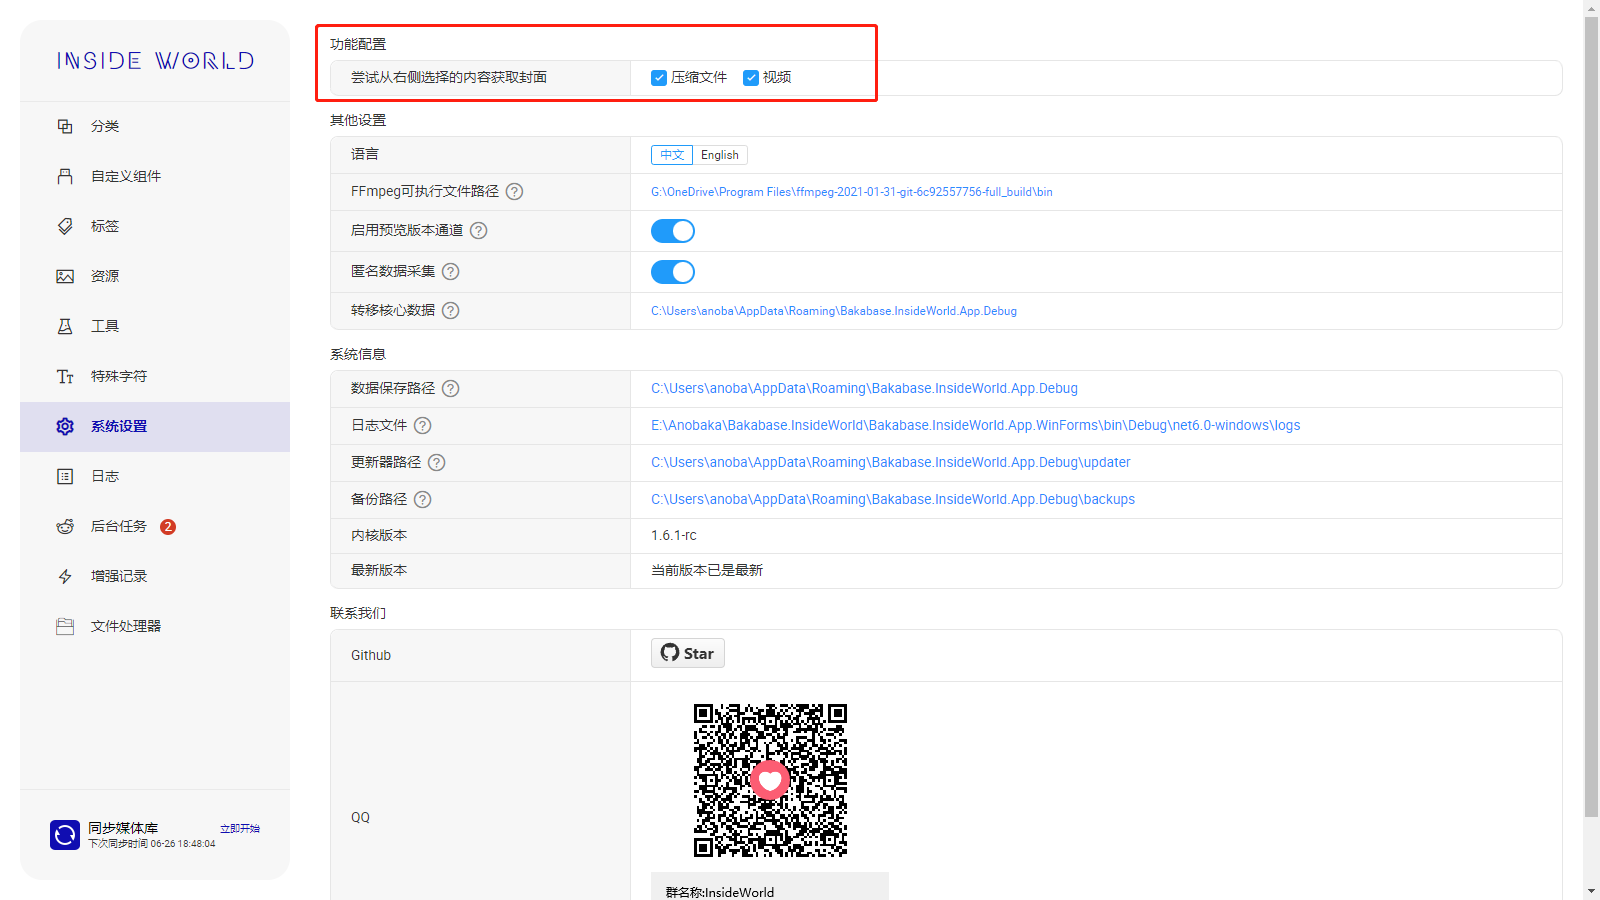 INSIDE WORLD
分类
自定义组件
标签
资源
工具
特殊字符
系统设置
日志
后台任务 2
增强记录
文件处理器
同步媒体库 立即开始
下次同步时间 06-26 18:48:04
功能配置
尝试从右侧选择的内容获取封面 压缩文件 视频
其他设置
语言 中文 English
FFmpeg可执行文件路径 ? G:\OneDrive\Program Files\ffmpeg-2021-01-31-git-6c92557756-full_build\bin
启用预览版本通道 ?
匿名数据采集 ?
转移核心数据 ? C:\Users\anoba\AppData\Roaming\Bakabase.InsideWorld.App.Debug
系统信息
数据保存路径 ? C:\Users\anoba\AppData\Roaming\Bakabase.InsideWorld.App.Debug
日志文件 ? E:\Anobaka\Bakabase.InsideWorld\Bakabase.InsideWorld.App.WinForms\bin\Debug\net6.0-windows\logs
更新器路径 ? C:\Users\anoba\AppData\Roaming\Bakabase.InsideWorld.App.Debug\updater
备份路径 ? C:\Users\anoba\AppData\Roaming\Bakabase.InsideWorld.App.Debug\backups
内核版本 1.6.1-rc
最新版本 当前版本已是最新
联系我们
Github Star
QQ
群名称:InsideWorld